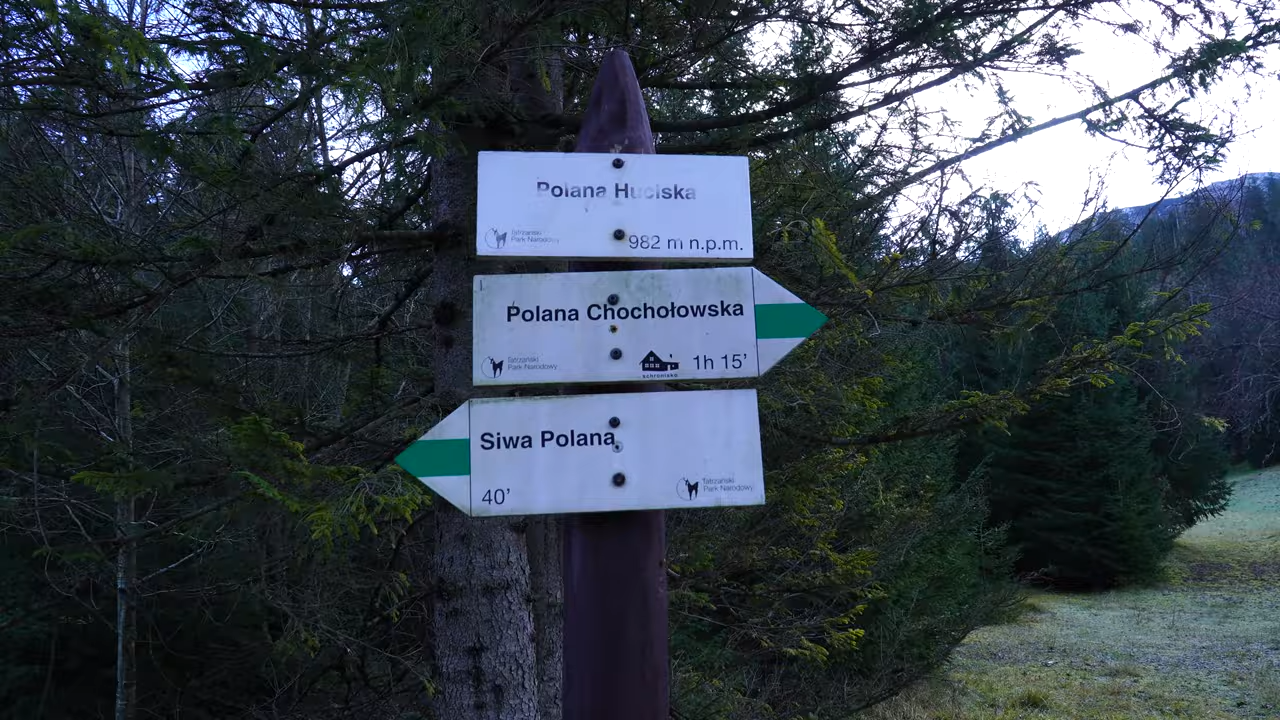 Polana Huciska
Tatrzański
Park Narodowy
982 m n.p.m.
Polana Chochołowska
Tatrzański
Park Narodowy
schronisko
1h 15’
Siwa Polana
40’
Tatrzański
Park Narodowy